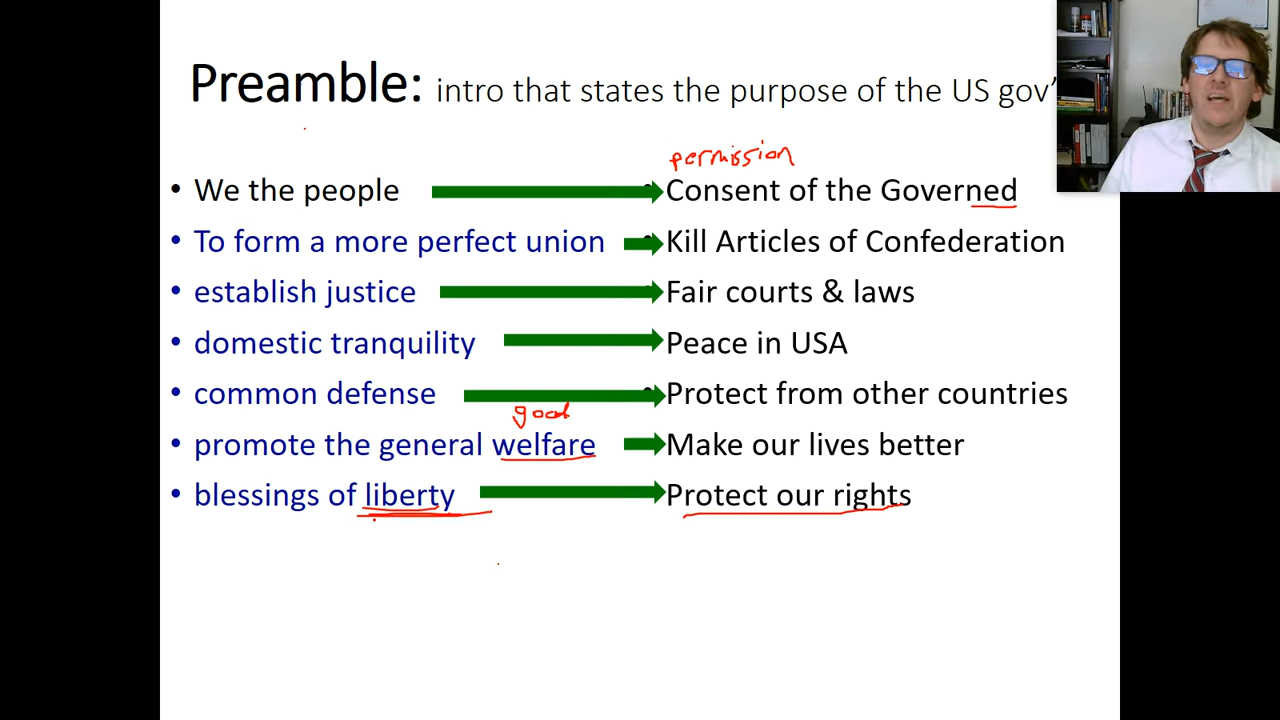 Preamble: intro that states the purpose of the US gov'
permission
• We the people • Consent of the Governed
• To form a more perfect union • Kill Articles of Confederation
• establish justice • Fair courts & laws
• domestic tranquility Peace in USA
• common defense • Protect from other countries
good
• promote the general welfare Make our lives better
• blessings of liberty Protect our rights